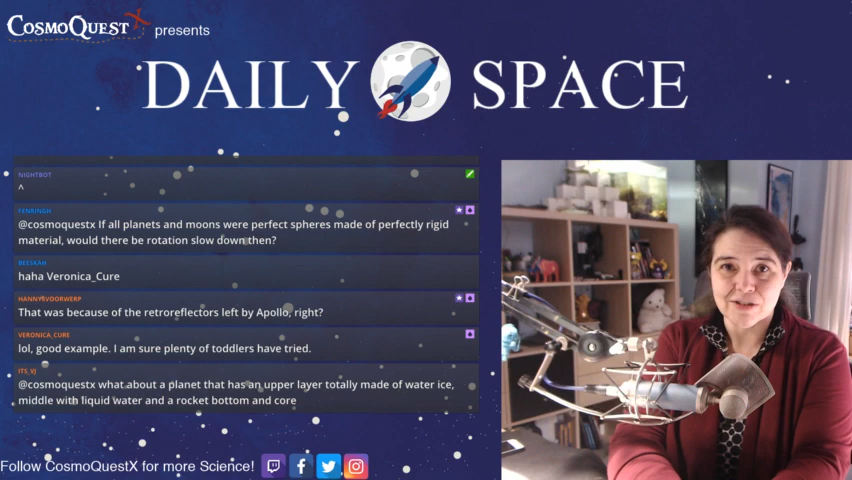 COSMOQUEST X presents
DAILY SPACE
NIGHTBOT
^
FENRINGH
@cosmoquestx If all planets and moons were perfect spheres made of perfectly rigid
material, would there be rotation slow down then?
BEESKAH
haha Veronica_Cure
HANNYSVOORWERP
That was because of the retroreflectors left by Apollo, right?
VERONICA_CURE
lol, good example. I am sure plenty of toddlers have tried.
ITS_VJ
@cosmoquestx what about a planet that has an upper layer totally made of water ice,
middle with liquid water and a rocket bottom and core
Follow CosmoQuestX for more Science!